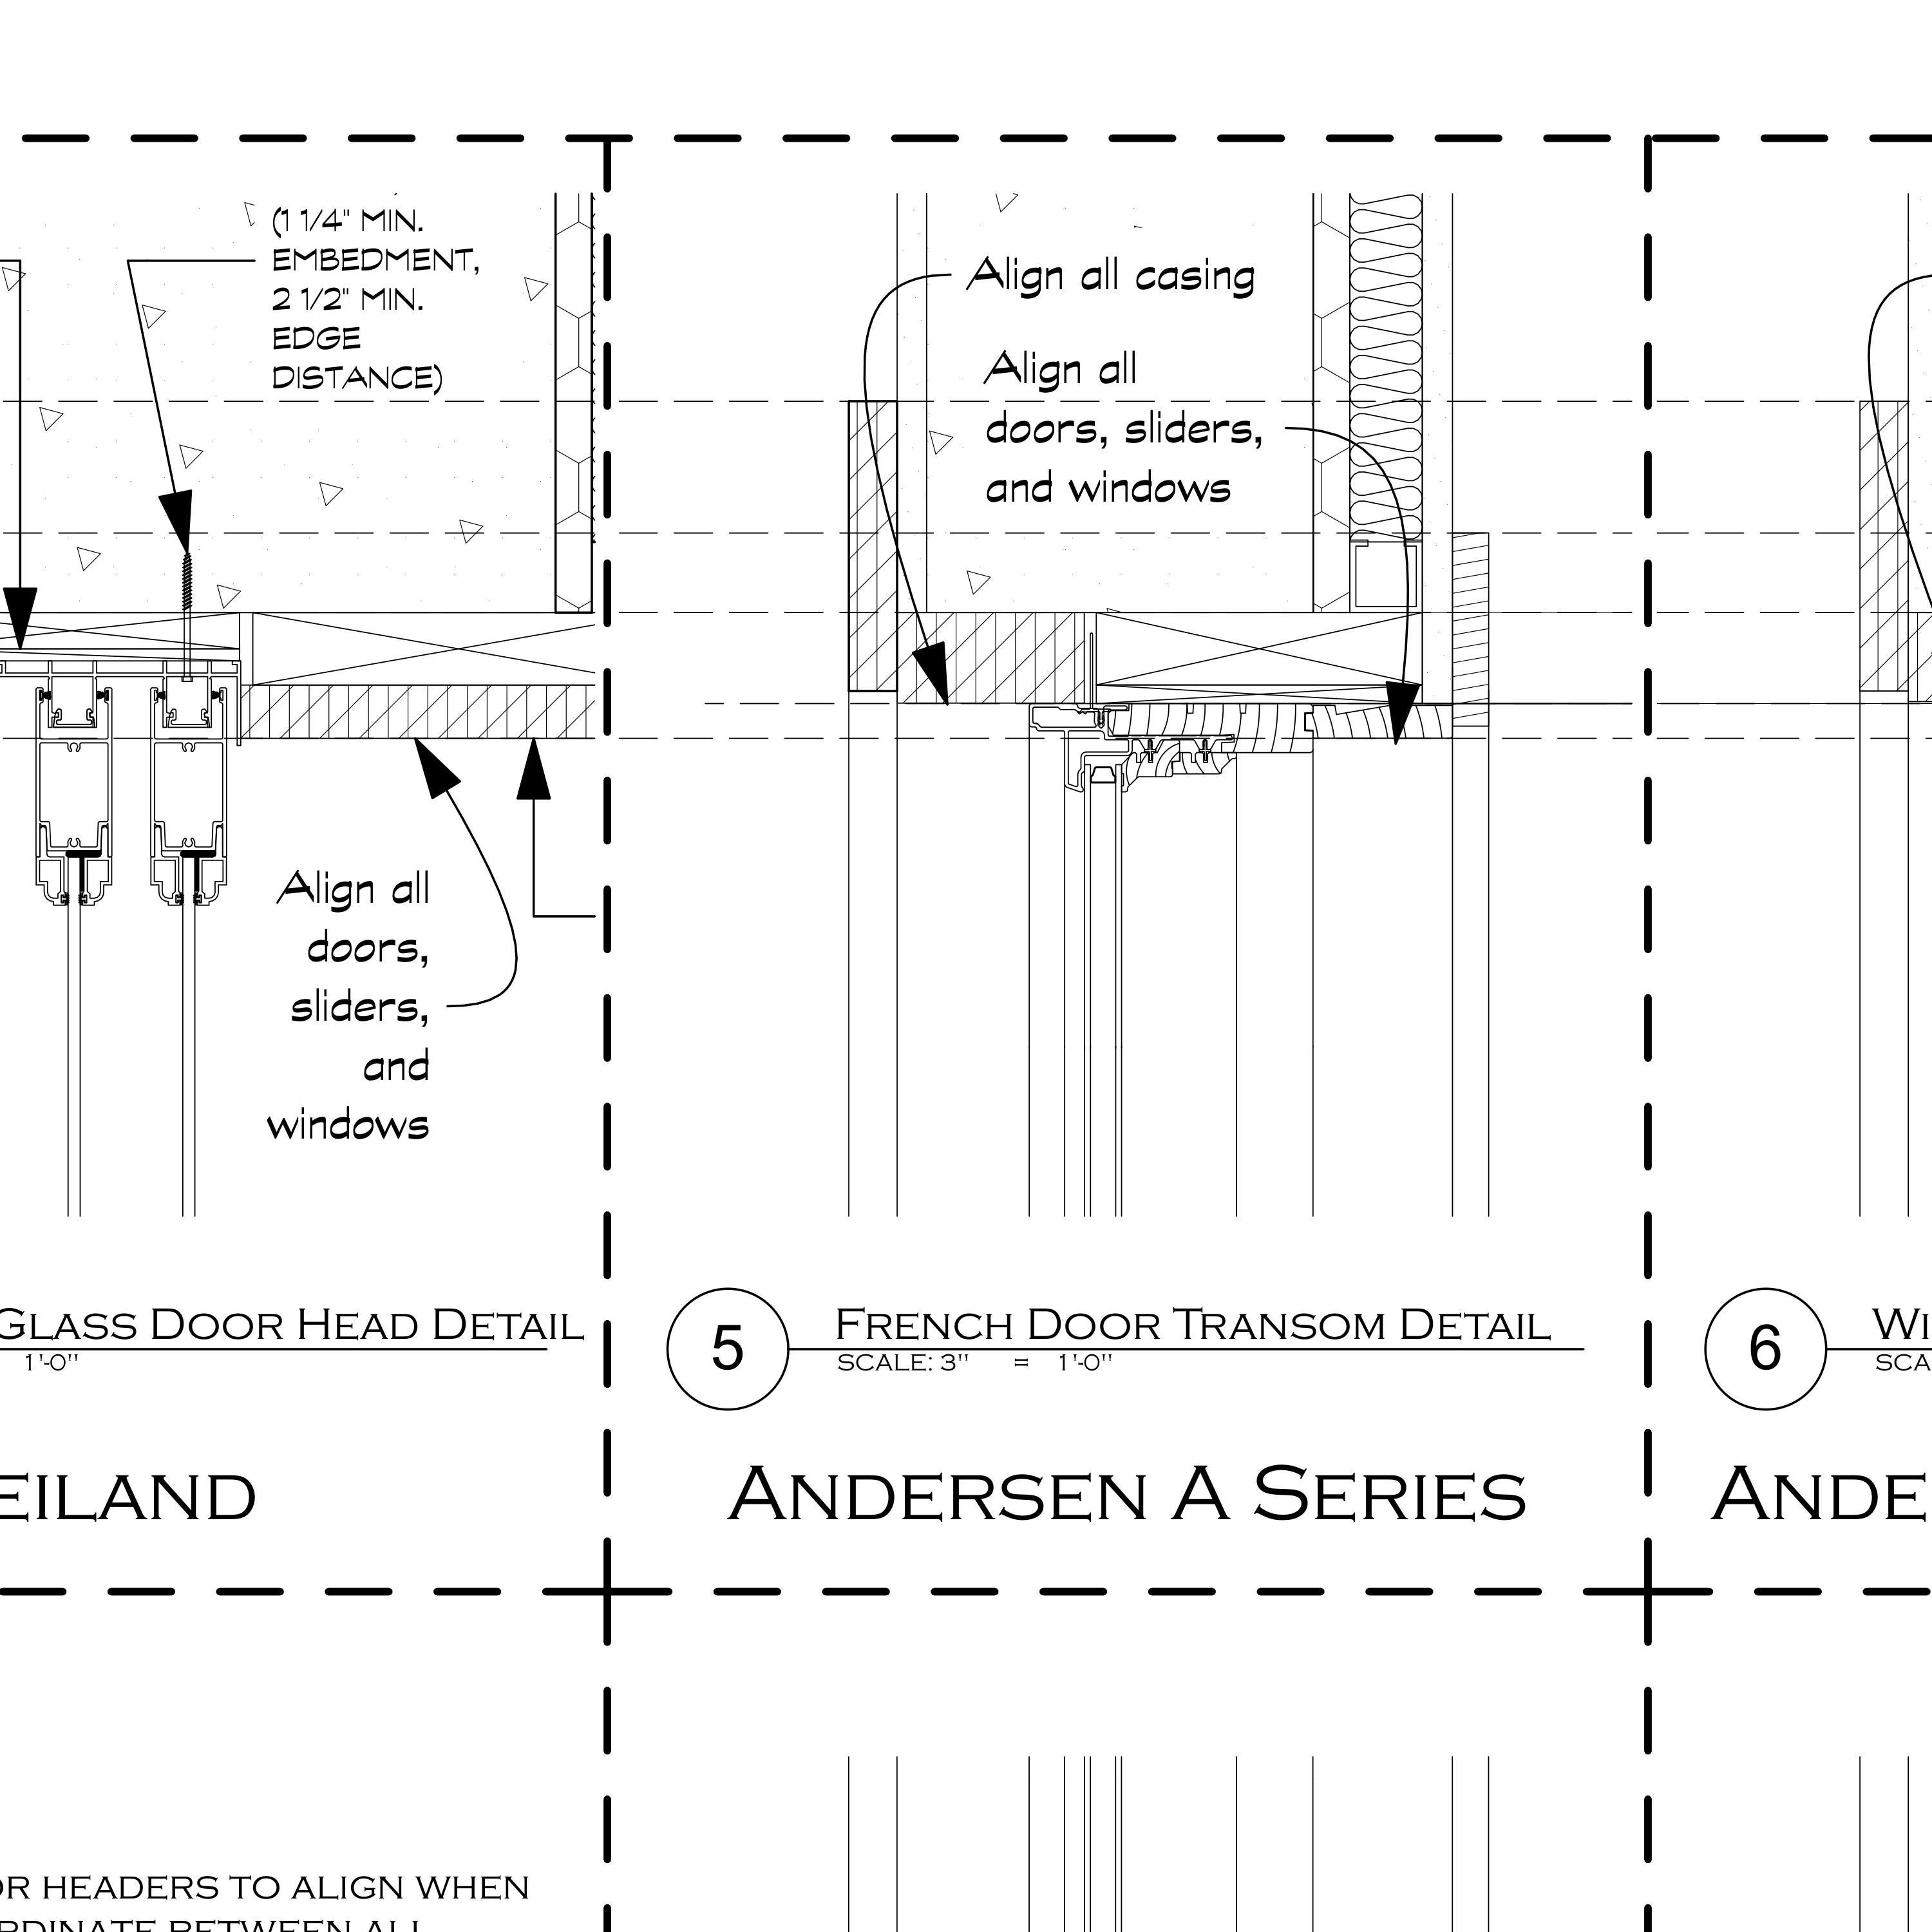 (1 1/4" MIN.
EMBEDMENT,
2 1/2" MIN.
EDGE
DISTANCE)
Align all
doors,
sliders,
and
windows
GLASS DOOR HEAD DETAIL
1'-0"
EILAND
OR HEADERS TO ALIGN WHEN
RDINATE BETWEEN ALL
Align all casing
Align all
doors, sliders,
and windows
5 FRENCH DOOR TRANSOM DETAIL
SCALE: 3" = 1'-0"
ANDERSEN A SERIES
6 WI
SCA
ANDE